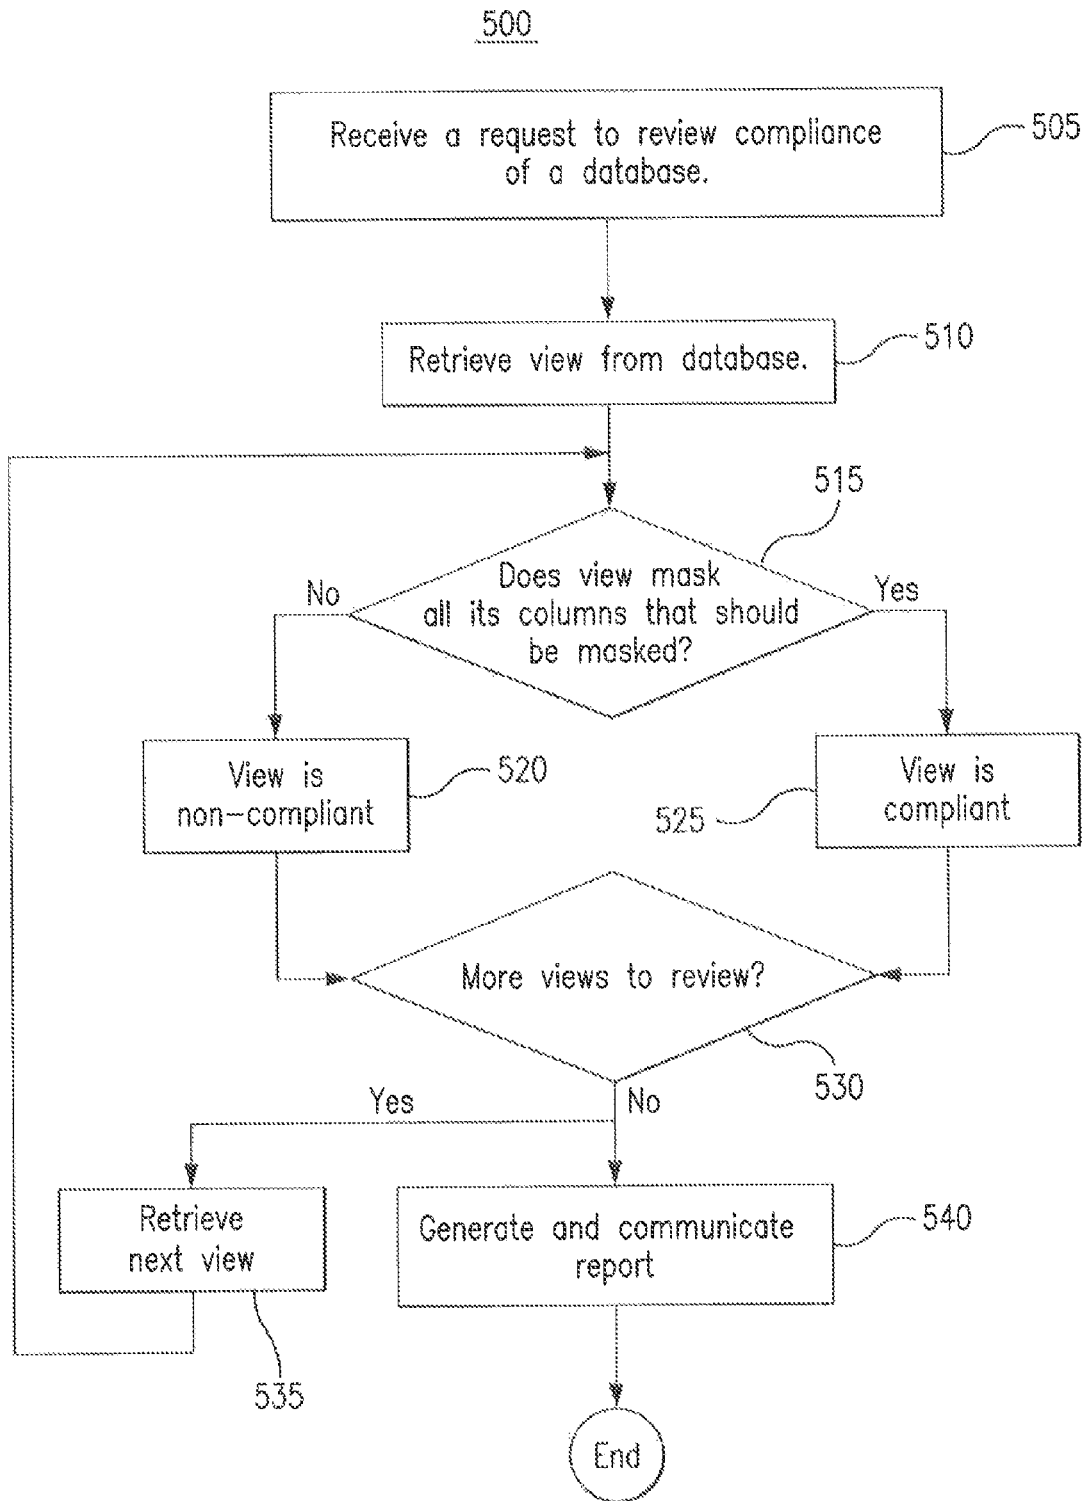 500
Receive a request to review compliance
of a database.
505
Retrieve view from database.
510
515
Does view mask
all its columns that should
be masked?
No
Yes
View is
non-compliant
520
525
View is
compliant
More views to review?
530
Yes
No
Retrieve
next view
535
Generate and communicate
report
540
End